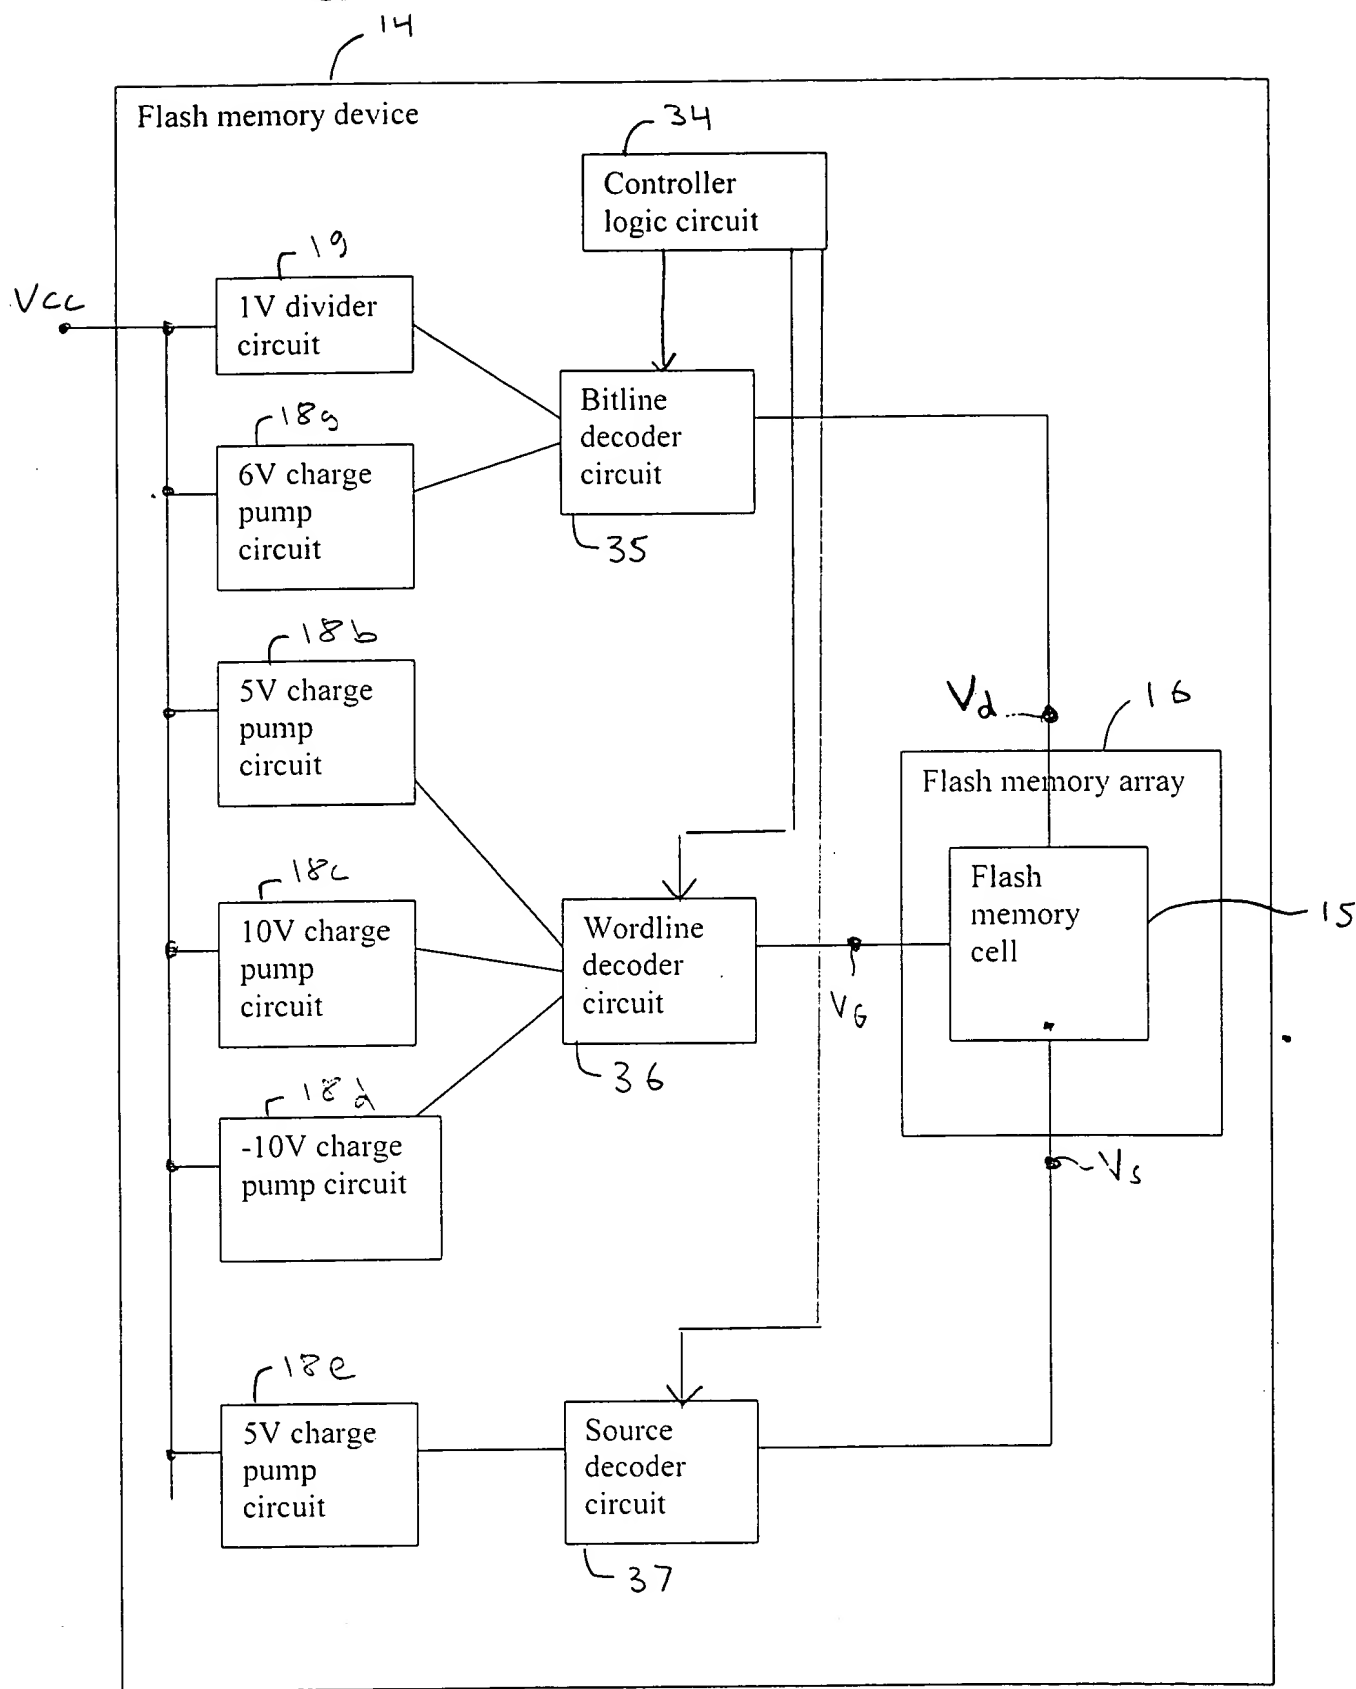 14
Flash memory device
34
Controller
logic circuit
19
Vcc
1V divider
circuit
18a
6V charge
pump
circuit
Bitline
decoder
circuit
35
18b
5V charge
pump
circuit
Vd
16
Flash memory array
18c
10V charge
pump
circuit
Wordline
decoder
circuit
36
VG
Flash
memory
cell
15
18d
-10V charge
pump circuit
Vs
18e
5V charge
pump
circuit
Source
decoder
circuit
37